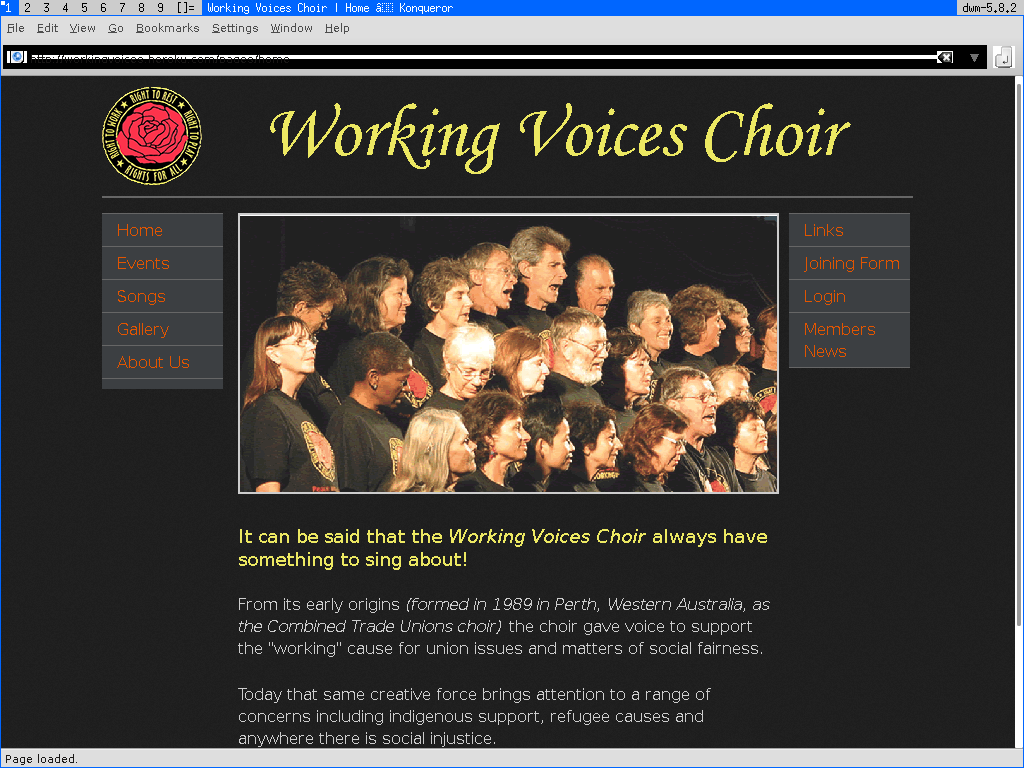 1 2 3 4 5 6 7 8 9 []= Working Voices Choir | Home â Konqueror dwm-5.8.2
File Edit View Go Bookmarks Settings Window Help
http://workingvoices.heroku.com/pages/home
RIGHT TO WORK ★ RIGHT TO REST ★ RIGHT TO PLAY ★ RIGHTS FOR ALL ★
Working Voices Choir
Home
Events
Songs
Gallery
About Us
Links
Joining Form
Login
Members
News
It can be said that the Working Voices Choir always have
something to sing about!
From its early origins (formed in 1989 in Perth, Western Australia, as
the Combined Trade Unions choir) the choir gave voice to support
the "working" cause for union issues and matters of social fairness.
Today that same creative force brings attention to a range of
concerns including indigenous support, refugee causes and
anywhere there is social injustice.
Page loaded.